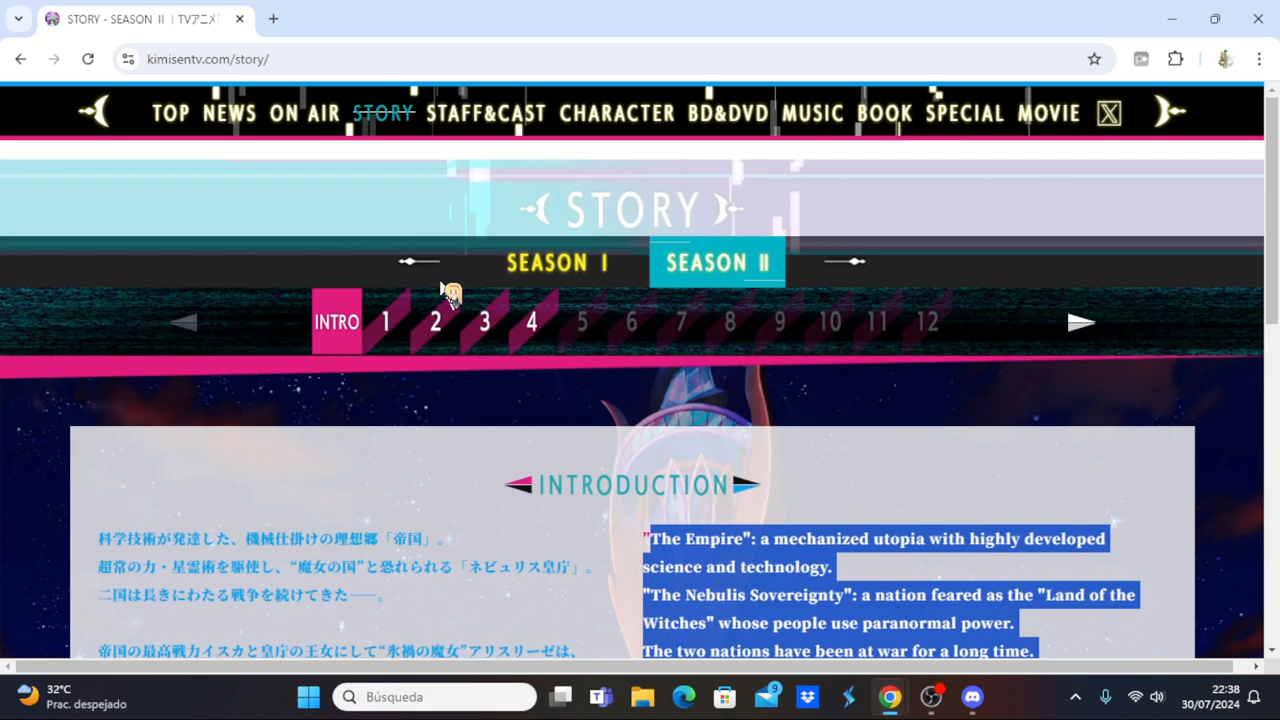 STORY - SEASON Ⅱ | TVアニメ「
kimisentv.com/story/
TOP NEWS ON AIR STORY STAFF&CAST CHARACTER BD&DVD MUSIC BOOK SPECIAL MOVIE X
STORY
SEASON Ⅰ SEASON Ⅱ
INTRO 1 2 3 4 5 6 7 8 9 10 11 12
INTRODUCTION
科学技術が発達した、機械仕掛けの理想郷「帝国」。
超常の力・星霊術を駆使し、“魔女の国”と恐れられる「ネビュリス皇庁」。
二国は長きにわたる戦争を続けてきた――。
帝国の最高戦力イスカと皇庁の王女にして“氷禍の魔女”アリスリーゼは、
"The Empire": a mechanized utopia with highly developed
science and technology.
"The Nebulis Sovereignty": a nation feared as the "Land of the
Witches" whose people use paranormal power.
The two nations have been at war for a long time.
32°C
Prac. despejado
Búsqueda
9
22:38
30/07/2024